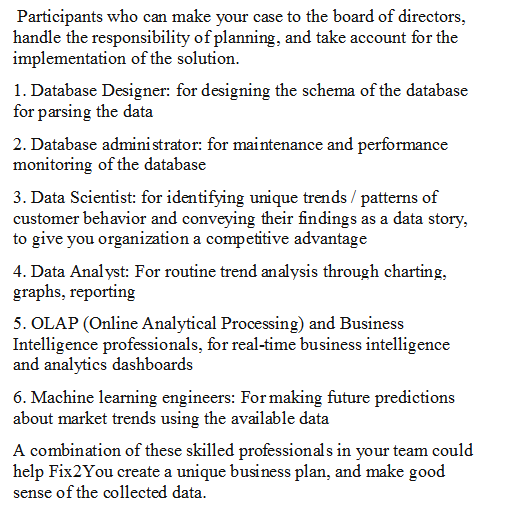 Participants who can make your case to the board of directors,
handle the responsibility of planning, and take account for the
implementation of the solution.
1. Database Designer: for designing the schema of the database
for parsing the data
2. Database administrator: for maintenance and performance
monitoring of the database
3. Data Scientist: for identifying unique trends / patterns of
customer behavior and conveying their findings as a data story,
to give you organization a competitive advantage
4. Data Analyst: For routine trend analysis through charting,
graphs, reporting
5. OLAP (Online Analytical Processing) and Business
Intelligence professionals, for real-time business intelligence
and analytics dashboards
6. Machine learning engineers: For making future predictions
about market trends using the available data
A combination of these skilled professionals in your team could
help Fix2You create a unique business plan, and make good
sense of the collected data.